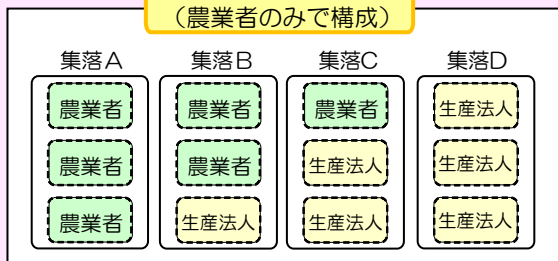 （農業者のみで構成）
集落A 集落B 集落C 集落D
農業者 農業者 農業者 生産法人
農業者 農業者 生産法人 生産法人
農業者 生産法人 生産法人 生産法人